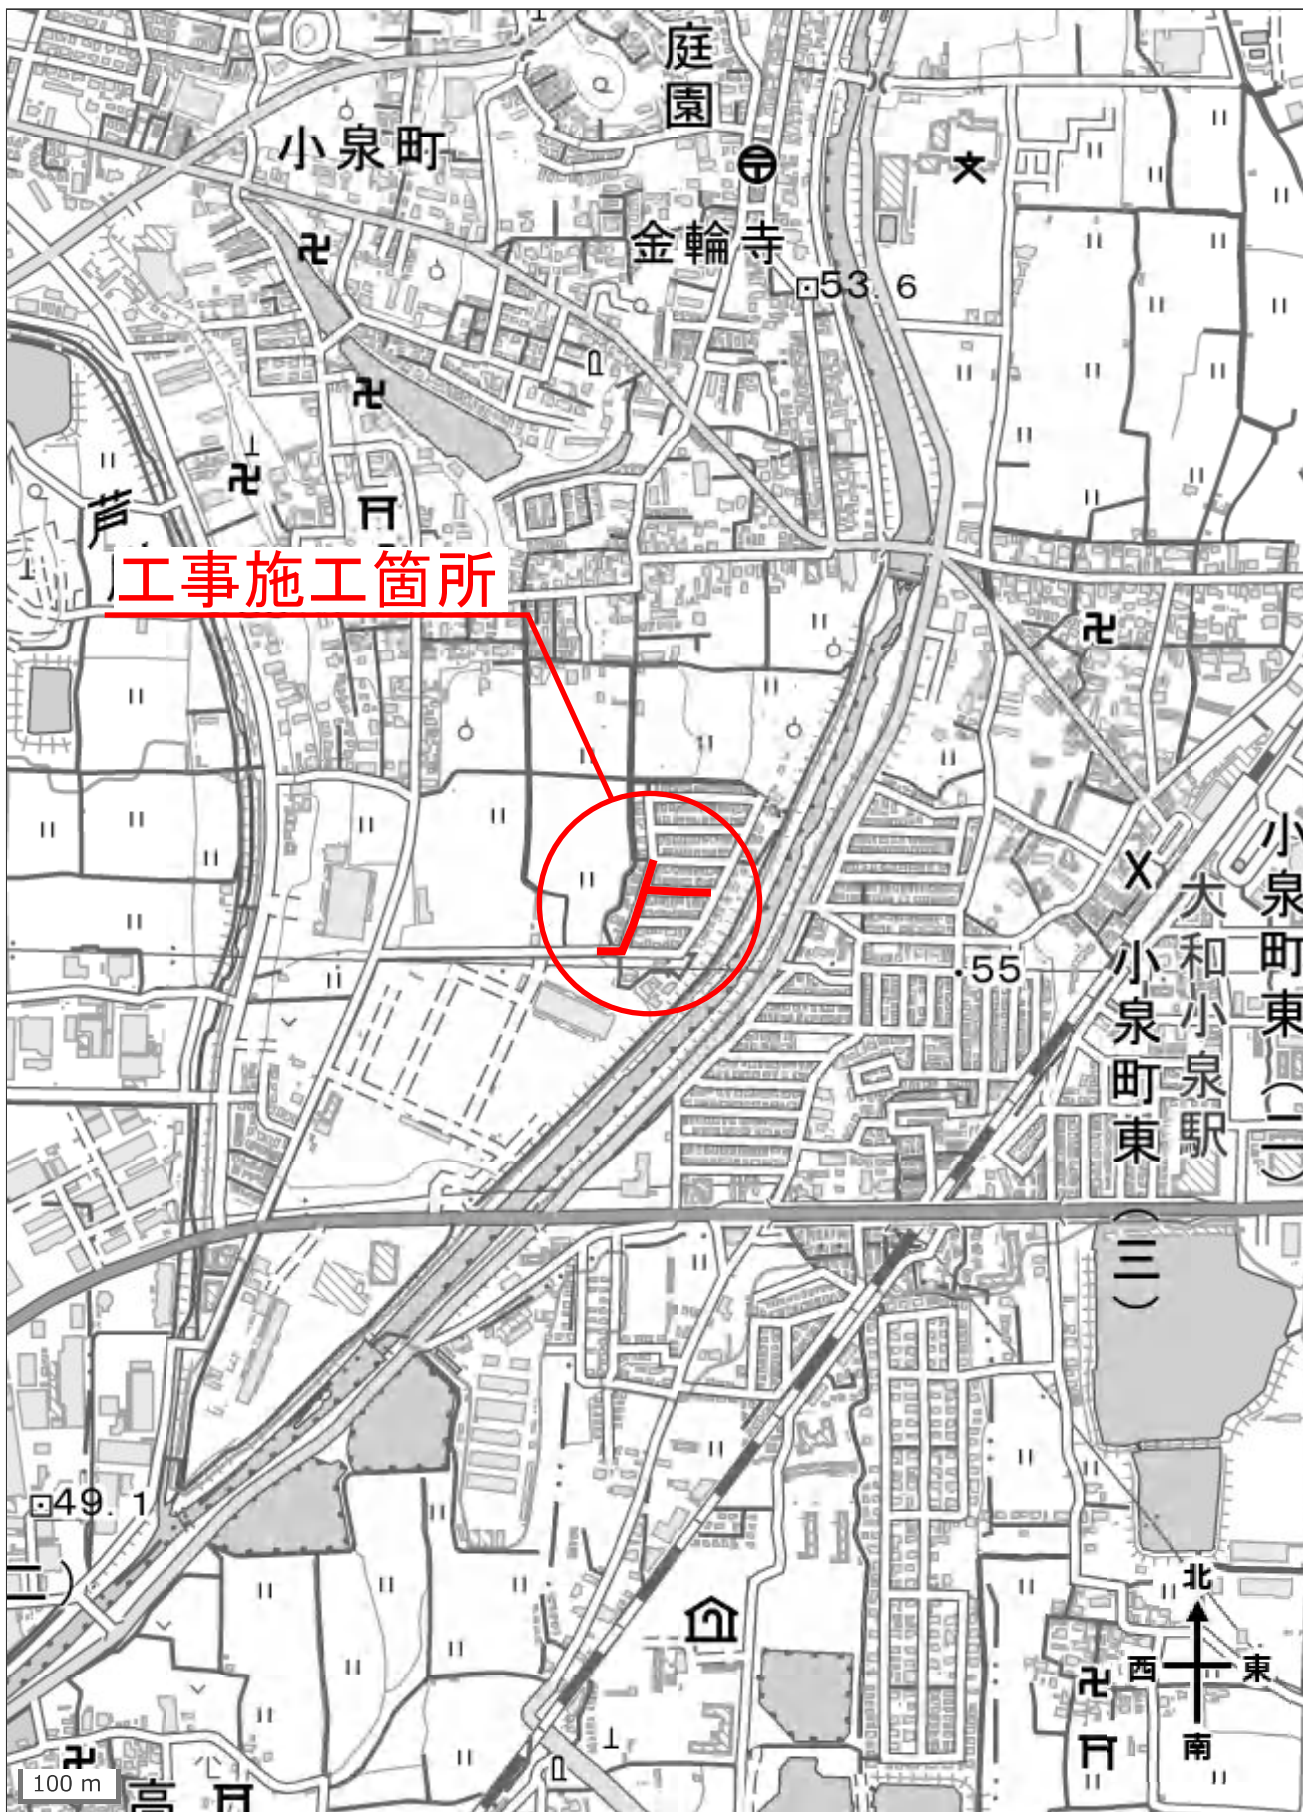 庭園
小泉町
金輪寺
53.6
芦
工事施工箇所
小泉町東(二)
大和小泉駅
小泉町東(三)
55
49.1
二)
北
西
東
南
高
100 m